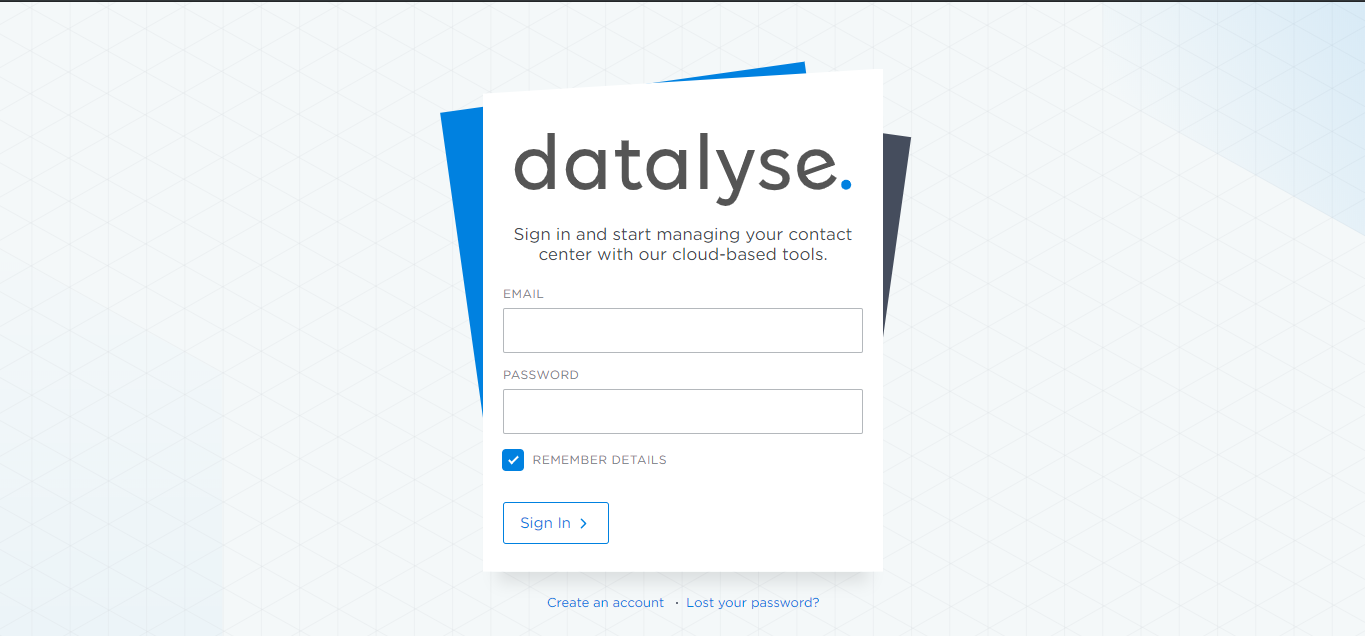 datalyse.
Sign in and start managing your contact
center with our cloud-based tools.
EMAIL
PASSWORD
REMEMBER DETAILS
Sign In
Create an account · Lost your password?